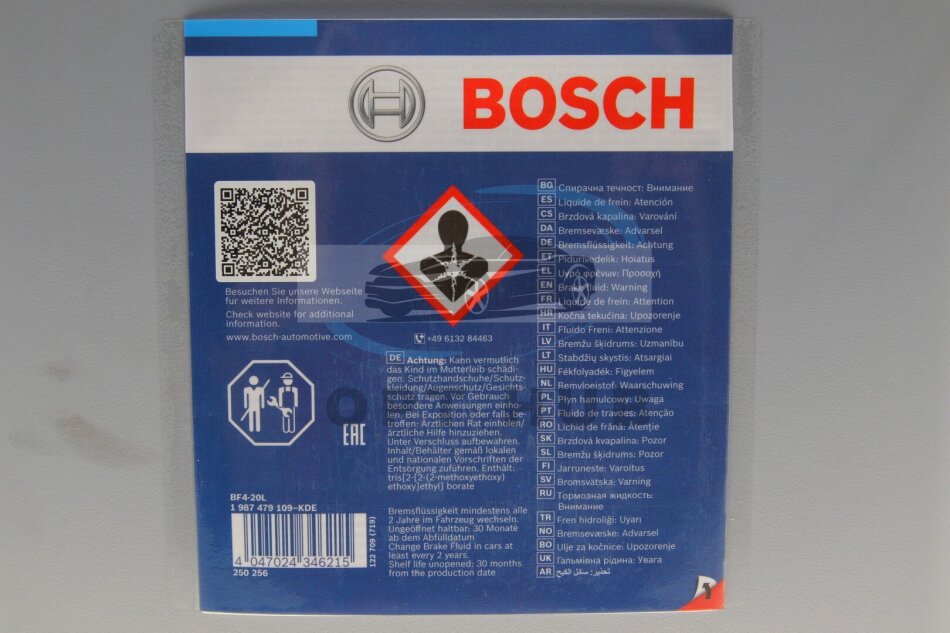 BOSCH
Besuchen Sie unsere Webseite
fur weitere Informationen.
Check website for additional
information.
www.bosch-automotive.com
EAC
BF4-20L
1 987 479 109-KDE
4 047024 346215
122 709 (719)
250 256
+49 6132 84463
DE Achtung: Kann vermutlich
das Kind im Mutterleib schädi-
gen. Schutzhandschuhe/Schutz-
kleidung/Augenschutz/Gesichts-
schutz tragen. Vor Gebrauch
besondere Anweisungen einho-
len. Bei Exposition oder falls be-
troffen: Ärztlichen Rat einholen/
ärztliche Hilfe hinzuziehen.
Unter Verschluss aufbewahren.
Inhalt/Behälter gemäß lokalen
und nationalen Vorschriften der
Entsorgung zuführen. Enthält:
tris[2-[2-(2-methoxyethoxy)
ethoxy]ethyl] borate
Bremsflüssigkeit mindestens alle
2 Jahre im Fahrzeug wechseln.
Ungeöffnet haltbar: 30 Monate
ab dem Abfülldatum
Change Brake Fluid in cars at
least every 2 years.
Shelf life unopened: 30 months
from the production date
BG Спирачна течност: Внимание
ES Liquide de frein: Atención
CS Brzdová kapalina: Varování
DA Bremsevæske: Advarsel
DE Bremsflüssigkeit: Achtung
ET Pidurivedelik: Hoiatus
EL Υγρό φρένων: Προσοχή
EN Brake fluid: Warning
FR Liquide de frein: Attention
HR Kočna tekućina: Upozorenje
IT Fluido Freni: Attenzione
LV Bremžu šķidrums: Uzmanību
LT Stabdžių skystis: Atsargiai
HU Fékfolyadék: Figyelem
NL Remvloeistof: Waarschuwing
PL Płyn hamulcowy: Uwaga
PT Fluido de travoes: Atenção
RO Lichid de frână: Atenţie
SK Brzdová kvapalina: Pozor
SL Bremžu šķidrums: Pozor
FI Jarruneste: Varoitus
SV Bromsvätska: Varning
RU Тормозная жидкость:
Внимание
TR Fren hidroliği: Uyarı
NO Bremsevæske: Advarsel
BO Ulje za kočnice: Upozorenje
UK Гальмівна рідина: Увага
AR تحذير: سائل الكبح